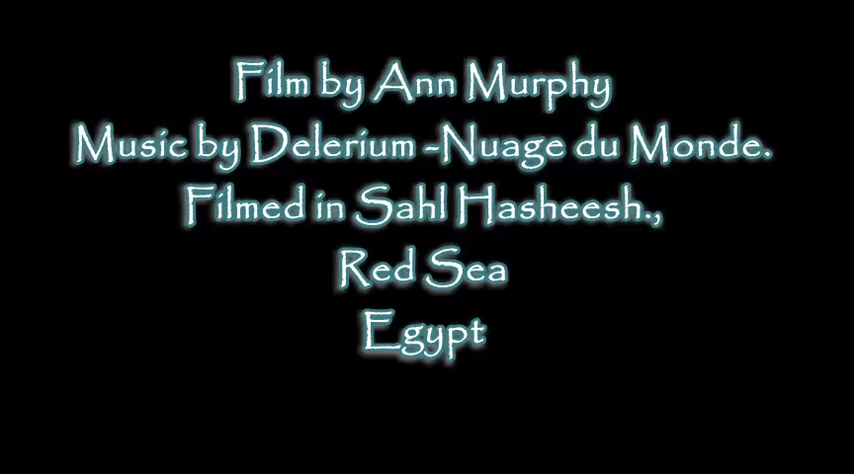 Film by Ann Murphy
Music by Delerium -Nuage du Monde.
Filmed in Sahl Hasheesh.,
Red Sea
Egypt